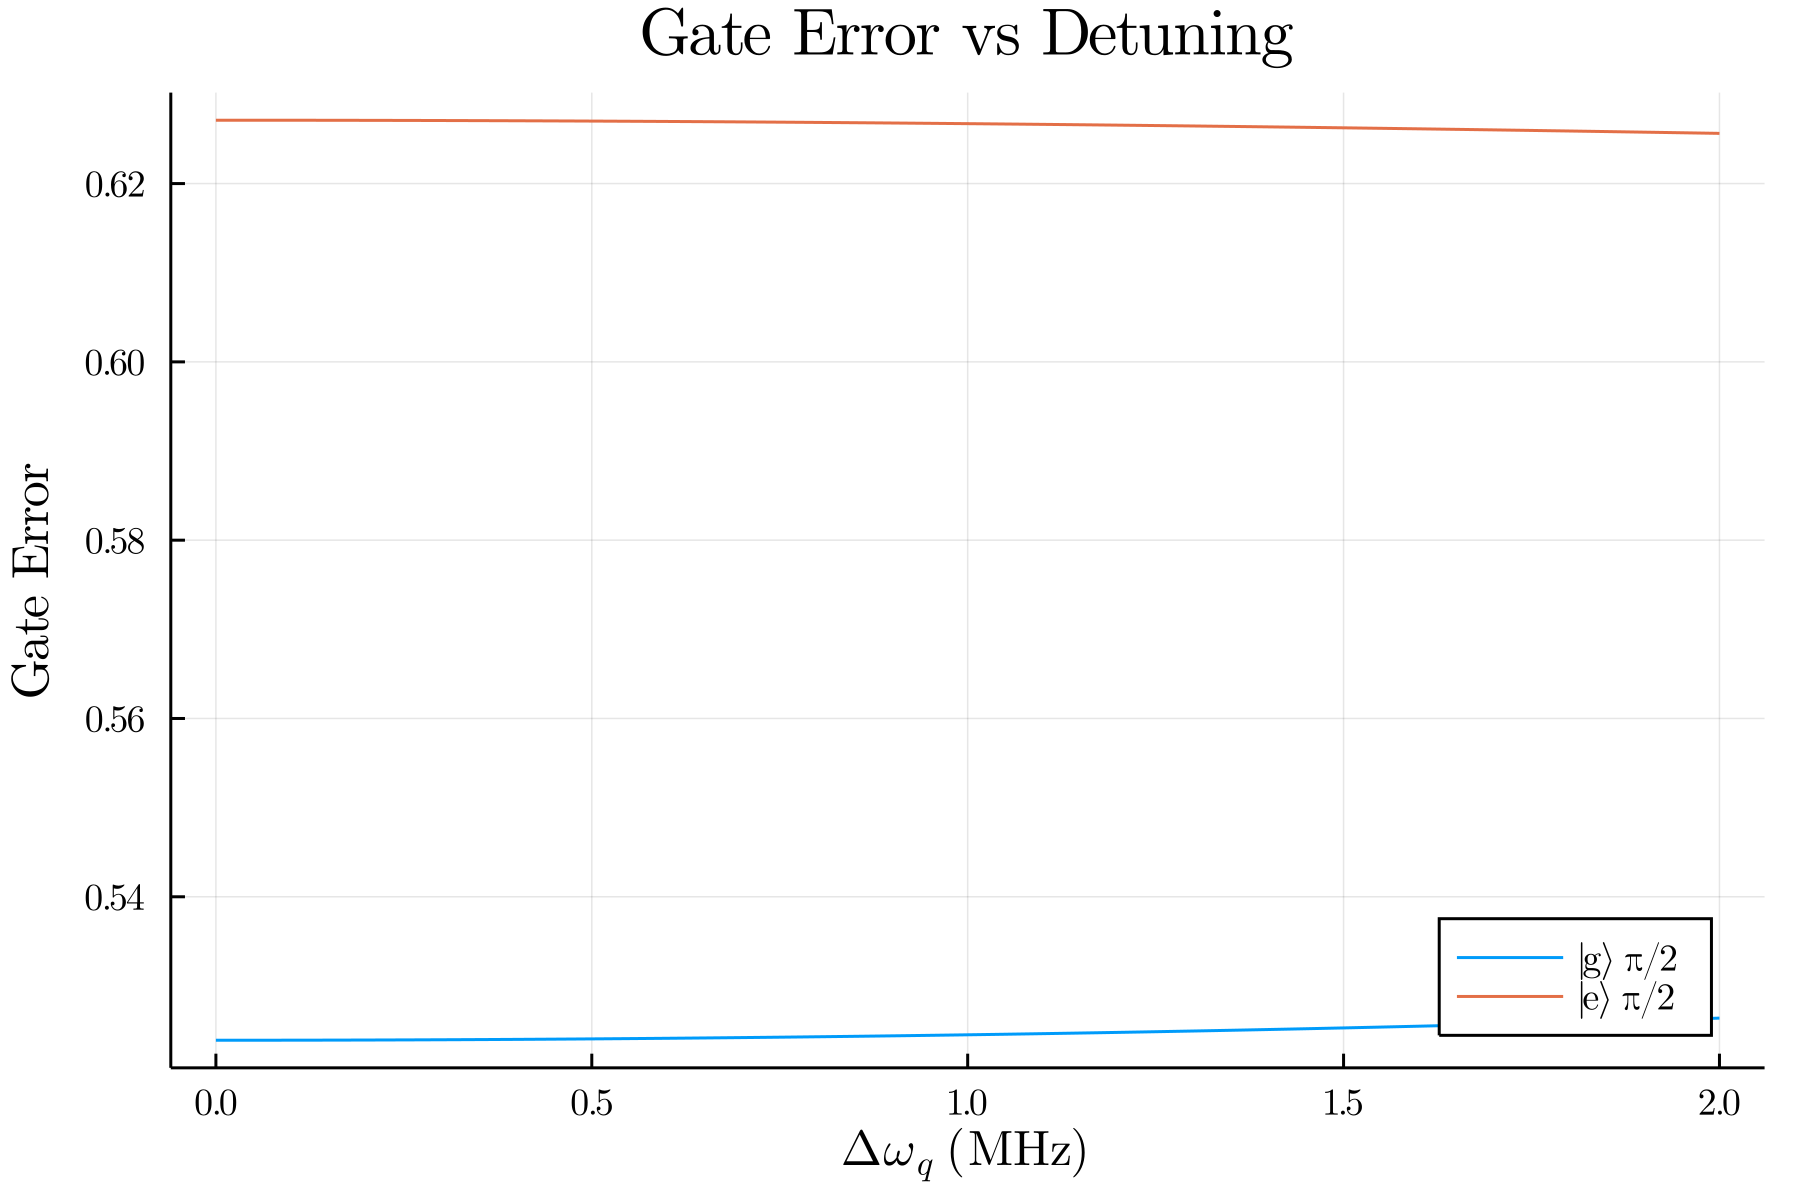 Gate Error vs Detuning
Gate Error
0.62
0.60
0.58
0.56
0.54
|g⟩ π/2
|e⟩ π/2
0.0 0.5 1.0 1.5 2.0
Δω_q (MHz)